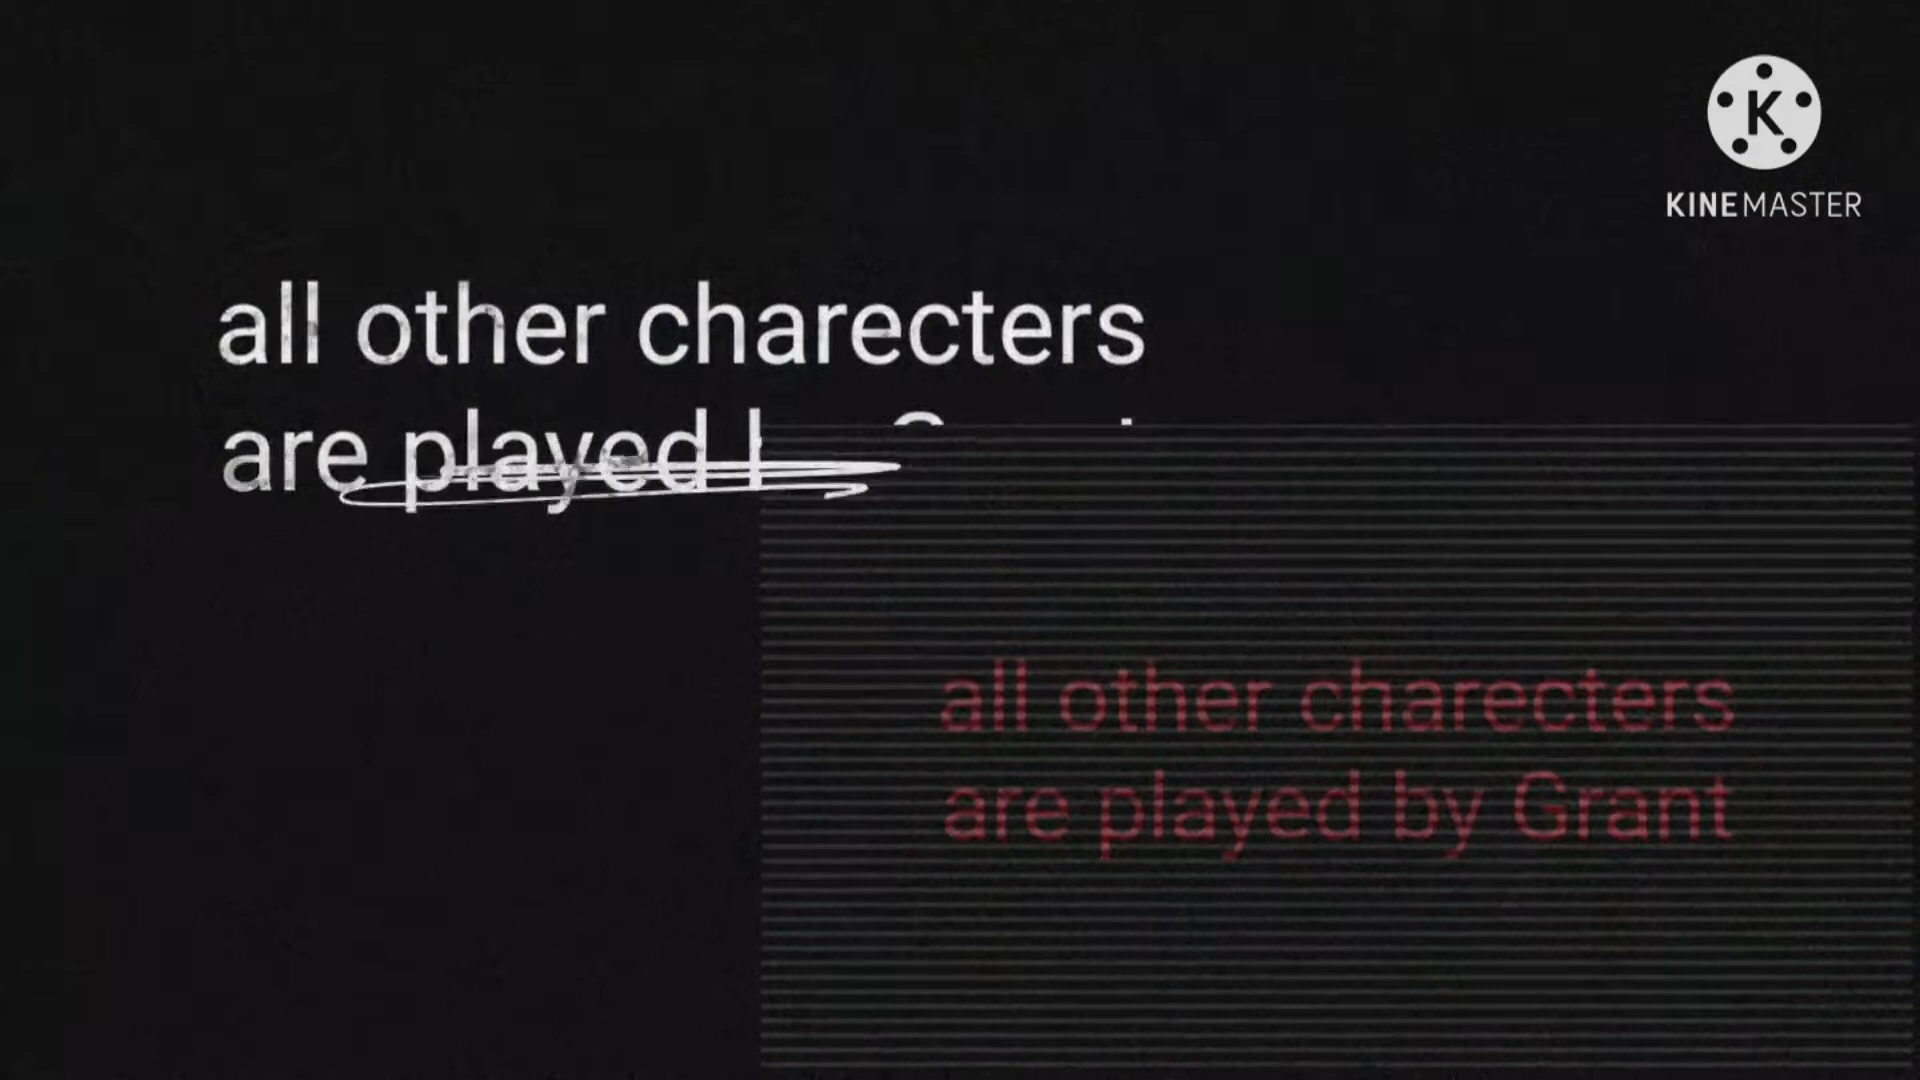 K
KINEMASTER
all other charecters
are played
all other charecters
are played by Grant